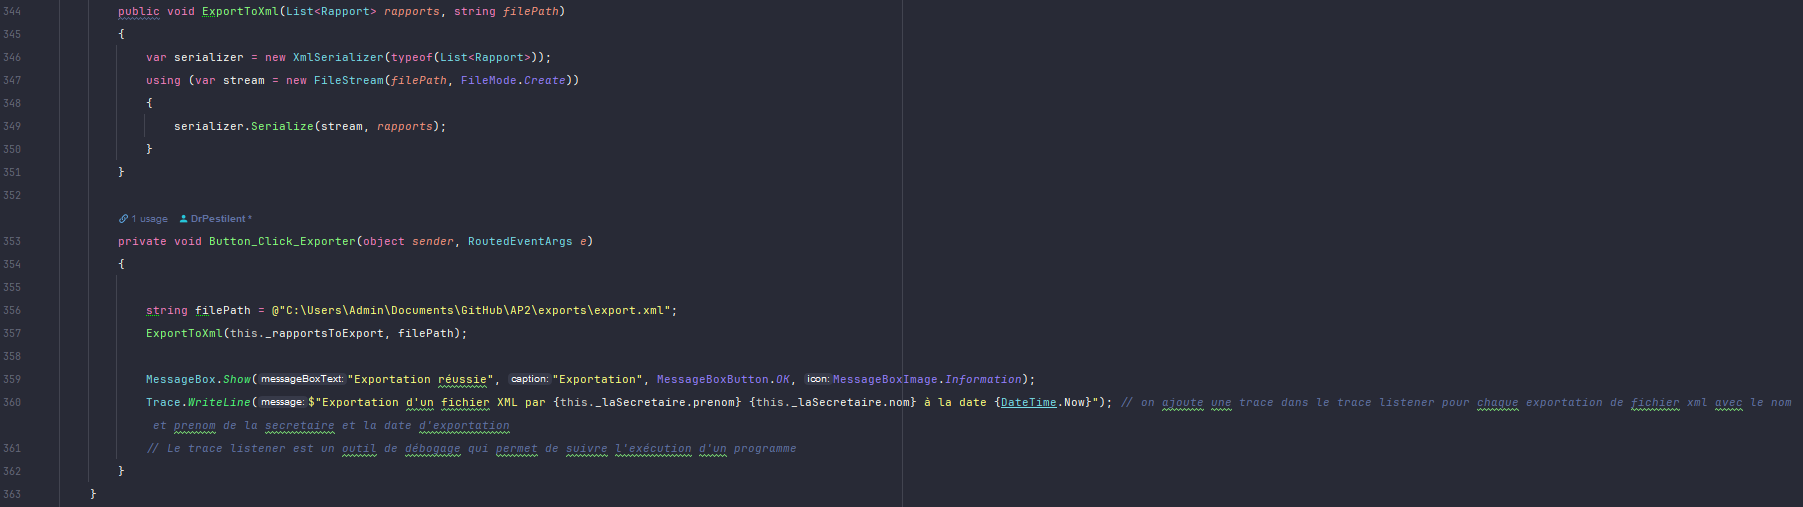 344 public void ExportToXml(List<Rapport> rapports, string filePath)
345 {
346 var serializer = new XmlSerializer(typeof(List<Rapport>));
347 using (var stream = new FileStream(filePath, FileMode.Create))
348 {
349 serializer.Serialize(stream, rapports);
350 }
351 }
352
1 usage DrPestilent *
353 private void Button_Click_Exporter(object sender, RoutedEventArgs e)
354 {
355
356 string filePath = @"C:\Users\Admin\Documents\GitHub\AP2\exports\export.xml";
357 ExportToXml(this._rapportsToExport, filePath);
358
359 MessageBox.Show(messageBoxText:"Exportation réussie", caption:"Exportation", MessageBoxButton.OK, icon:MessageBoxImage.Information);
360 Trace.WriteLine(message:$"Exportation d'un fichier XML par {this._laSecretaire.prenom} {this._laSecretaire.nom} à la date {DateTime.Now}"); // on ajoute une trace dans le trace listener pour chaque exportation de fichier xml avec le nom
et prenom de la secretaire et la date d'exportation
361 // Le trace listener est un outil de débogage qui permet de suivre l'exécution d'un programme
362 }
363 }